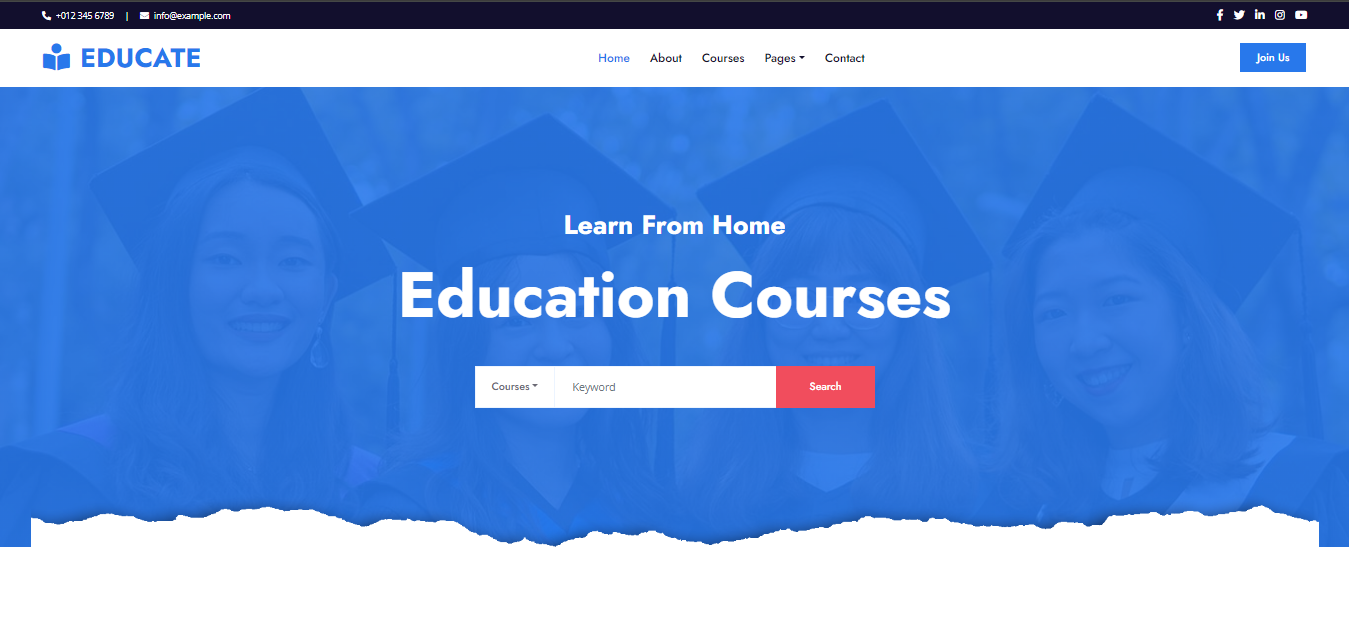 +012 345 6789 | info@example.com
EDUCATE
Home About Courses Pages Contact
Join Us
Learn From Home
Education Courses
Courses Keyword Search